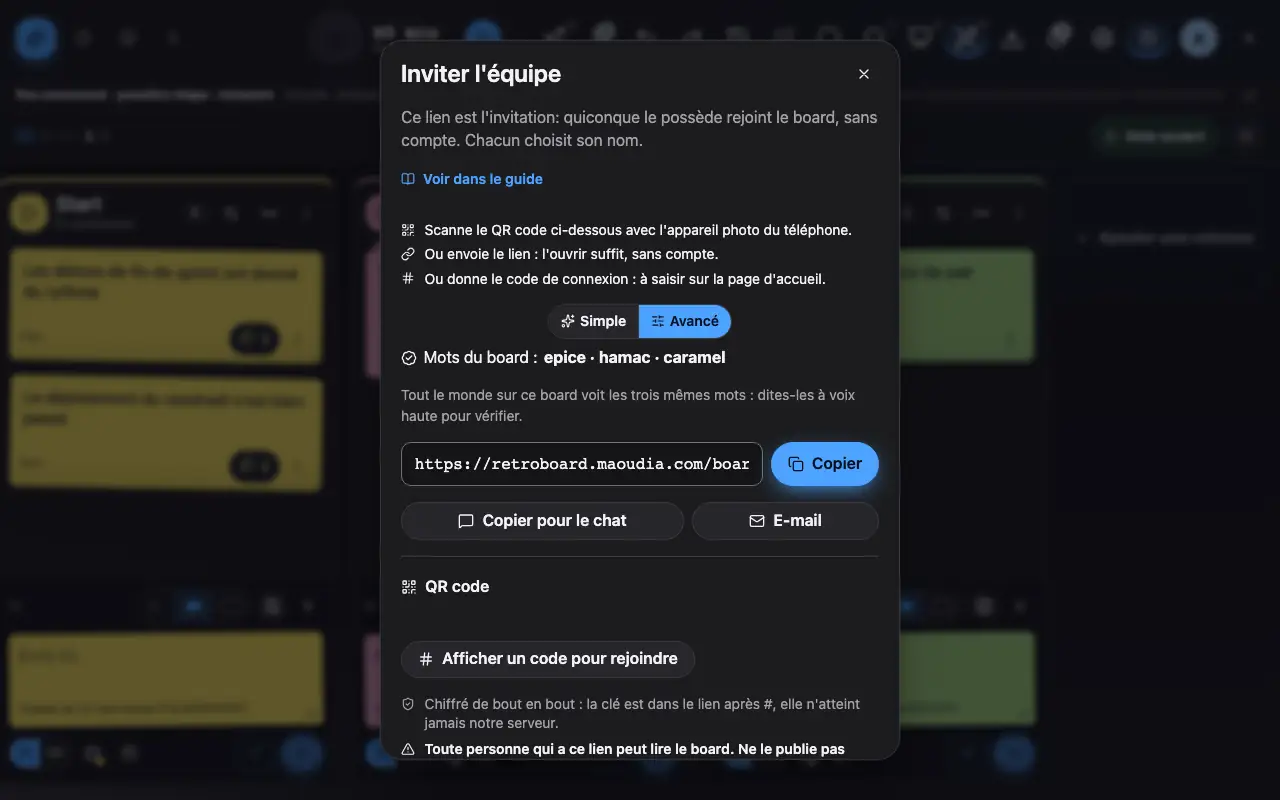 Inviter l'équipe
Ce lien est l'invitation: quiconque le possède rejoint le board, sans
compte. Chacun choisit son nom.
Voir dans le guide
Scanne le QR code ci-dessous avec l'appareil photo du téléphone.
Ou envoie le lien : l'ouvrir suffit, sans compte.
Ou donne le code de connexion : à saisir sur la page d'accueil.
Simple
Avancé
Mots du board : epice · hamac · caramel
Tout le monde sur ce board voit les trois mêmes mots : dites-les à voix
haute pour vérifier.
https://retroboard.maoudia.com/boar
Copier
Copier pour le chat
E-mail
QR code
Afficher un code pour rejoindre
Chiffré de bout en bout : la clé est dans le lien après #, elle n'atteint
jamais notre serveur.
Toute personne qui a ce lien peut lire le board. Ne le publie pas
Start